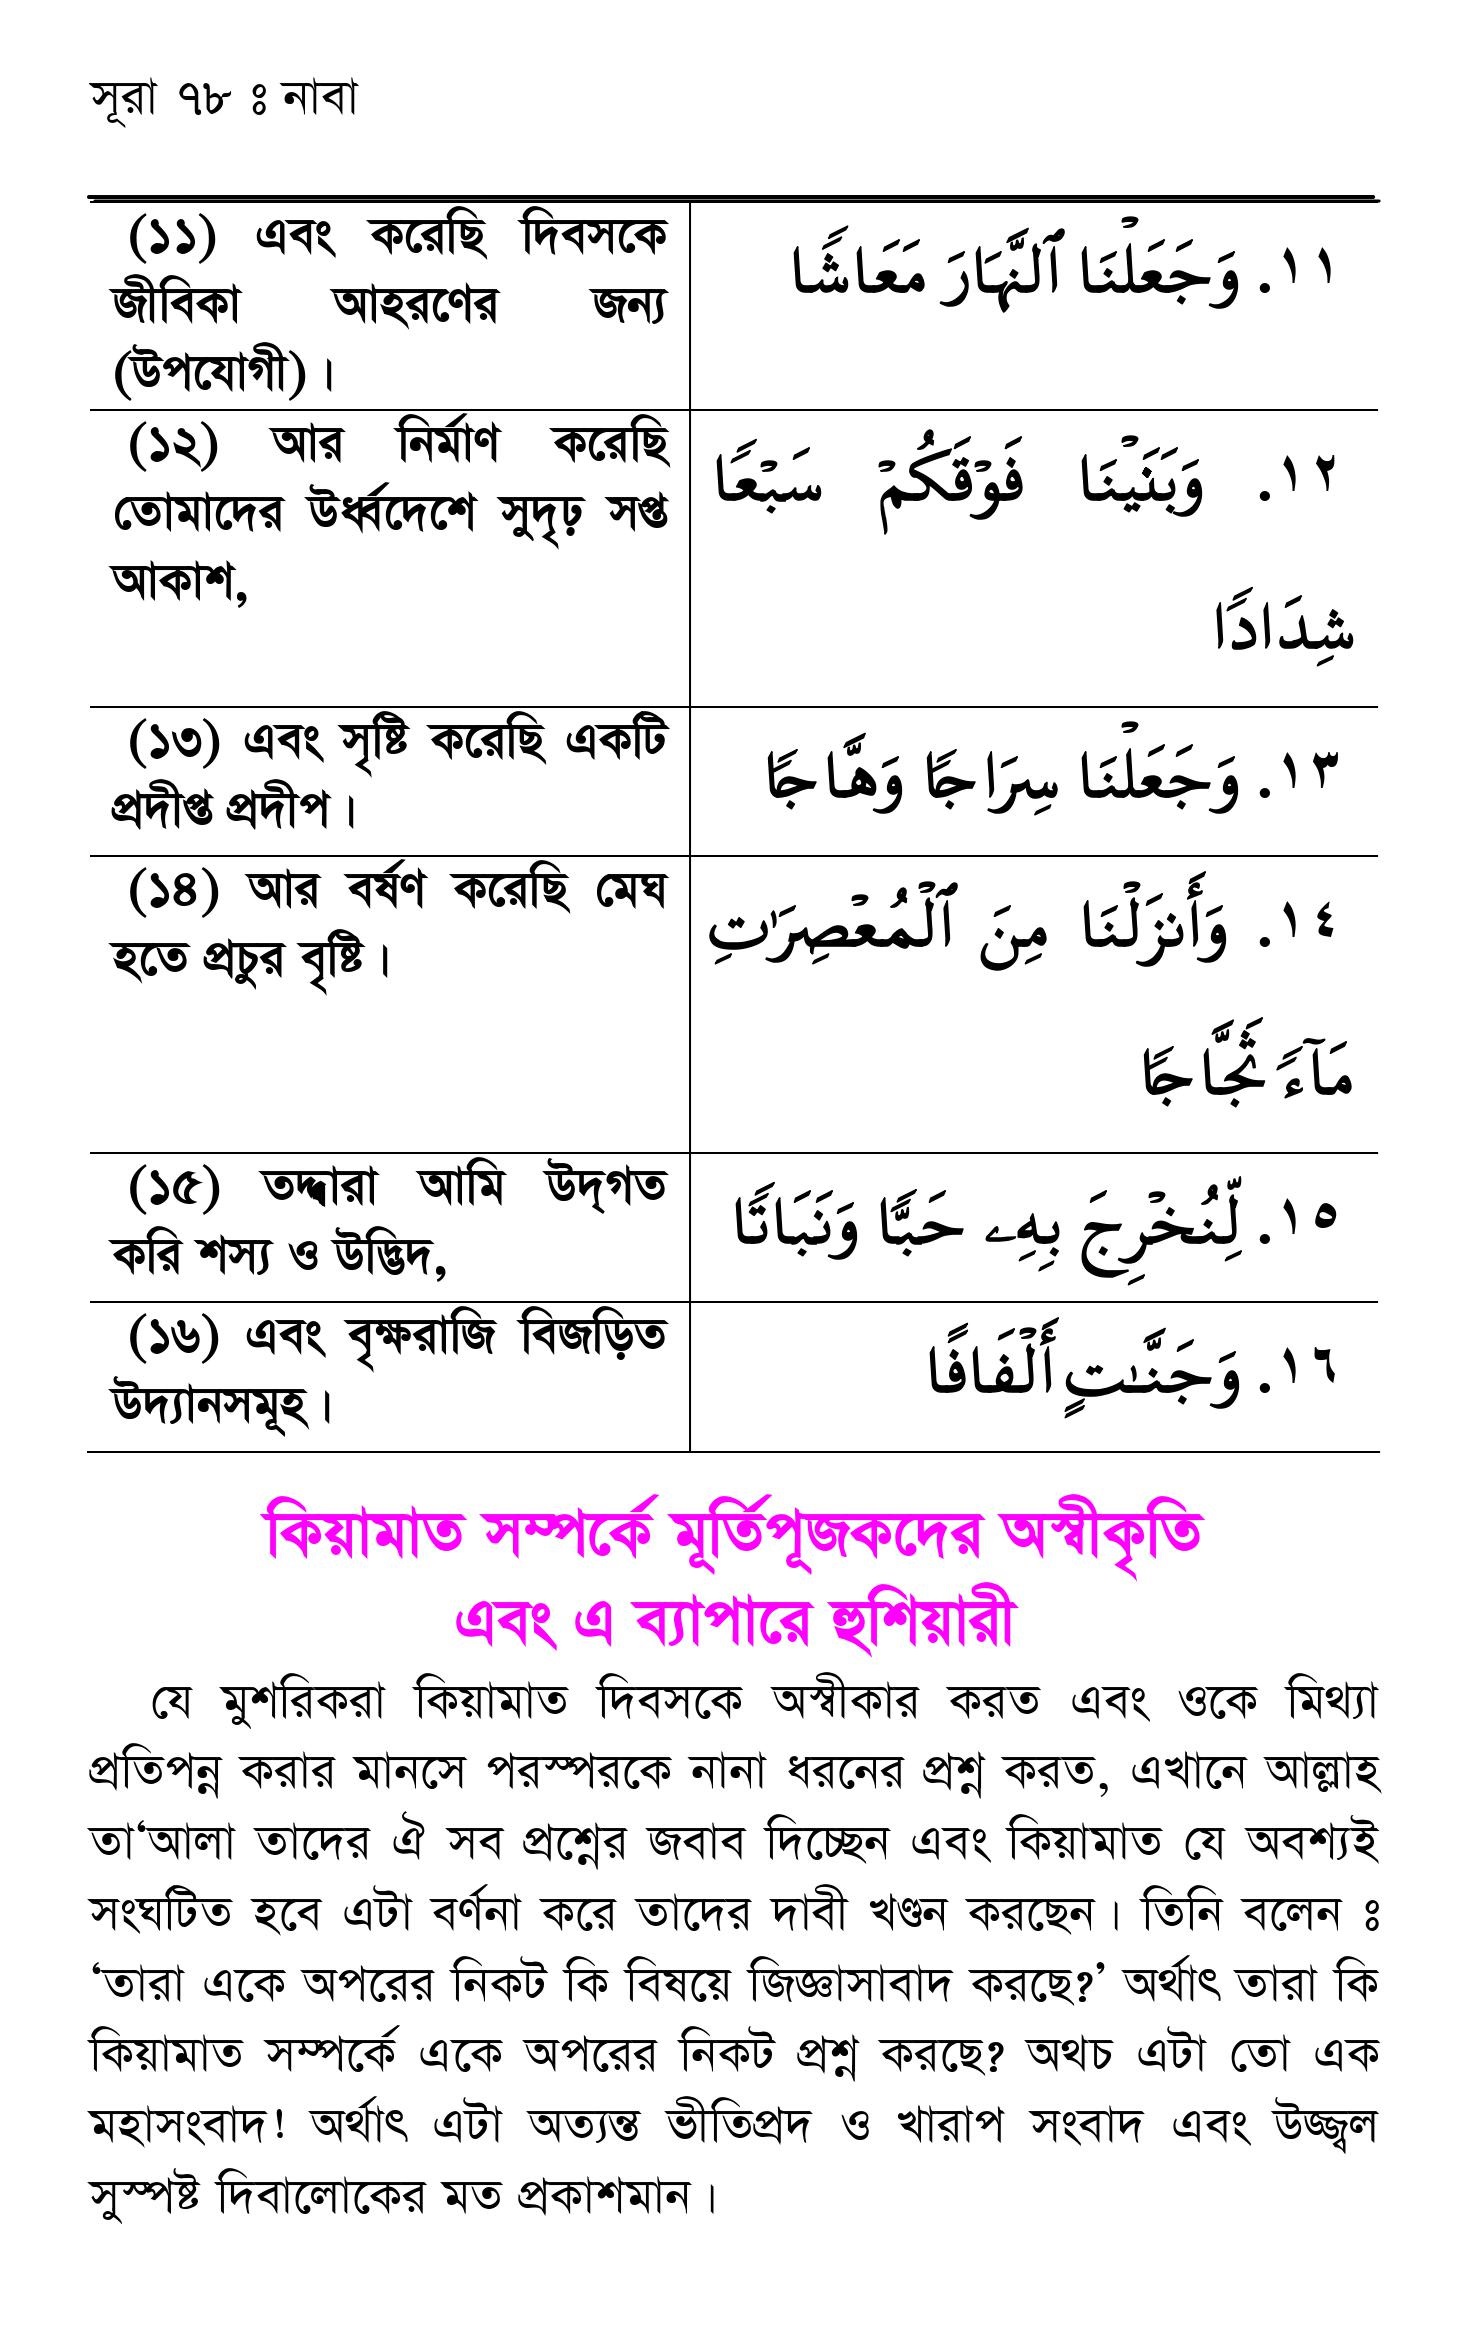 সূরা ৭৮ ঃ নাবা
(১১) এবং করেছি দিবসকে
জীবিকা আহরণের জন্য
(উপযোগী)।
١١. وَجَعَلْنَا ٱلنَّهَارَ مَعَاشًا
(১২) আর নির্মাণ করেছি
তোমাদের উর্ধ্বদেশে সুদৃঢ় সপ্ত
আকাশ,
١٢. وَبَنَيْنَا فَوْقَكُمْ سَبْعًا
شِدَادًا
(১৩) এবং সৃষ্টি করেছি একটি
প্রদীপ্ত প্রদীপ।
١٣. وَجَعَلْنَا سِرَاجًا وَهَّاجًا
(১৪) আর বর্ষণ করেছি মেঘ
হতে প্রচুর বৃষ্টি।
١٤. وَأَنزَلْنَا مِنَ ٱلْمُعْصِرَٰتِ
مَآءً ثَجَّاجًا
(১৫) তদ্দ্বারা আমি উদ্গত
করি শস্য ও উদ্ভিদ,
١٥. لِّنُخْرِجَ بِهِۦ حَبًّا وَنَبَاتًا
(১৬) এবং বৃক্ষরাজি বিজড়িত
উদ্যানসমূহ।
١٦. وَجَنَّـٰتٍ أَلْفَافًا
কিয়ামাত সম্পর্কে মূর্তিপূজকদের অস্বীকৃতি
এবং এ ব্যাপারে হুশিয়ারী
যে মুশরিকরা কিয়ামাত দিবসকে অস্বীকার করত এবং ওকে মিথ্যা
প্রতিপন্ন করার মানসে পরস্পরকে নানা ধরনের প্রশ্ন করত, এখানে আল্লাহ
তা‘আলা তাদের ঐ সব প্রশ্নের জবাব দিচ্ছেন এবং কিয়ামাত যে অবশ্যই
সংঘটিত হবে এটা বর্ণনা করে তাদের দাবী খণ্ডন করছেন। তিনি বলেন ঃ
‘তারা একে অপরের নিকট কি বিষয়ে জিজ্ঞাসাবাদ করছে?’ অর্থাৎ তারা কি
কিয়ামাত সম্পর্কে একে অপরের নিকট প্রশ্ন করছে? অথচ এটা তো এক
মহাসংবাদ! অর্থাৎ এটা অত্যন্ত ভীতিপ্রদ ও খারাপ সংবাদ এবং উজ্জ্বল
সুস্পষ্ট দিবালোকের মত প্রকাশমান।